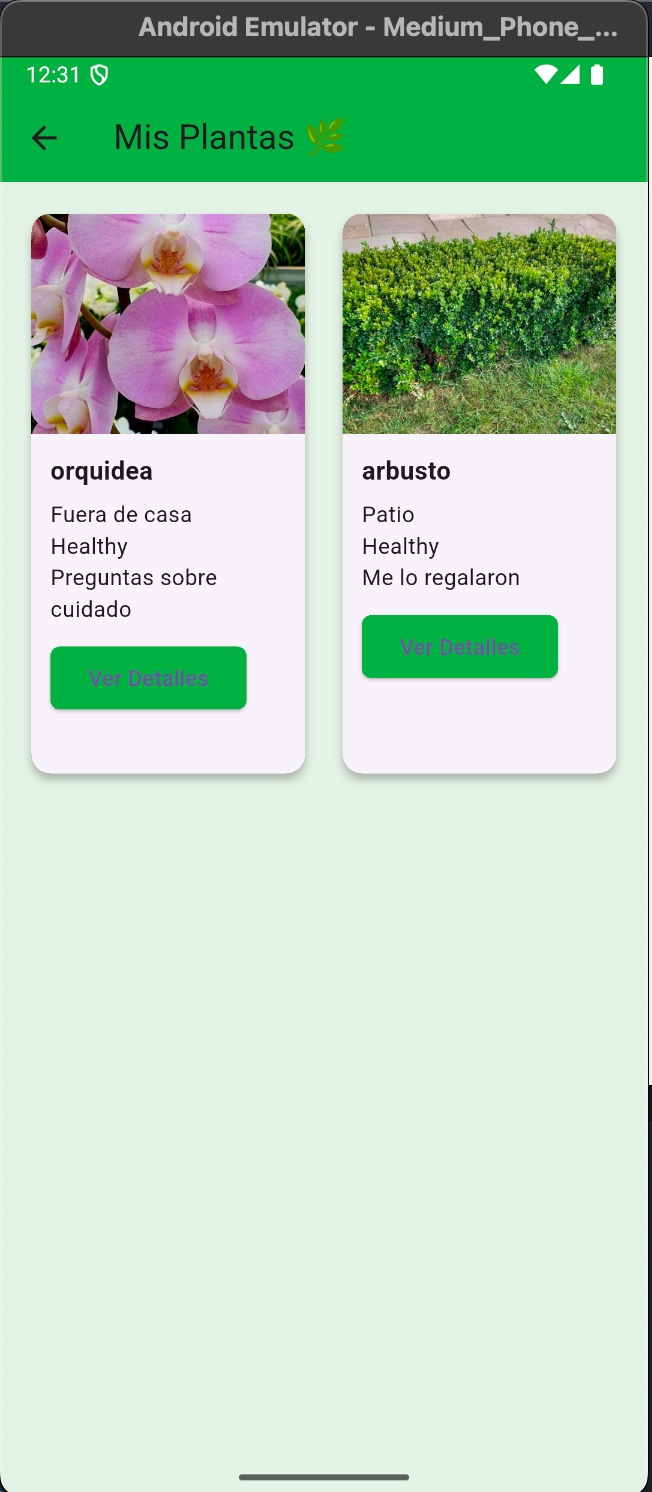 Android Emulator - Medium_Phone_...
12:31
Mis Plantas 🌿
orquidea
Fuera de casa
Healthy
Preguntas sobre
cuidado
Ver Detalles
arbusto
Patio
Healthy
Me lo regalaron
Ver Detalles